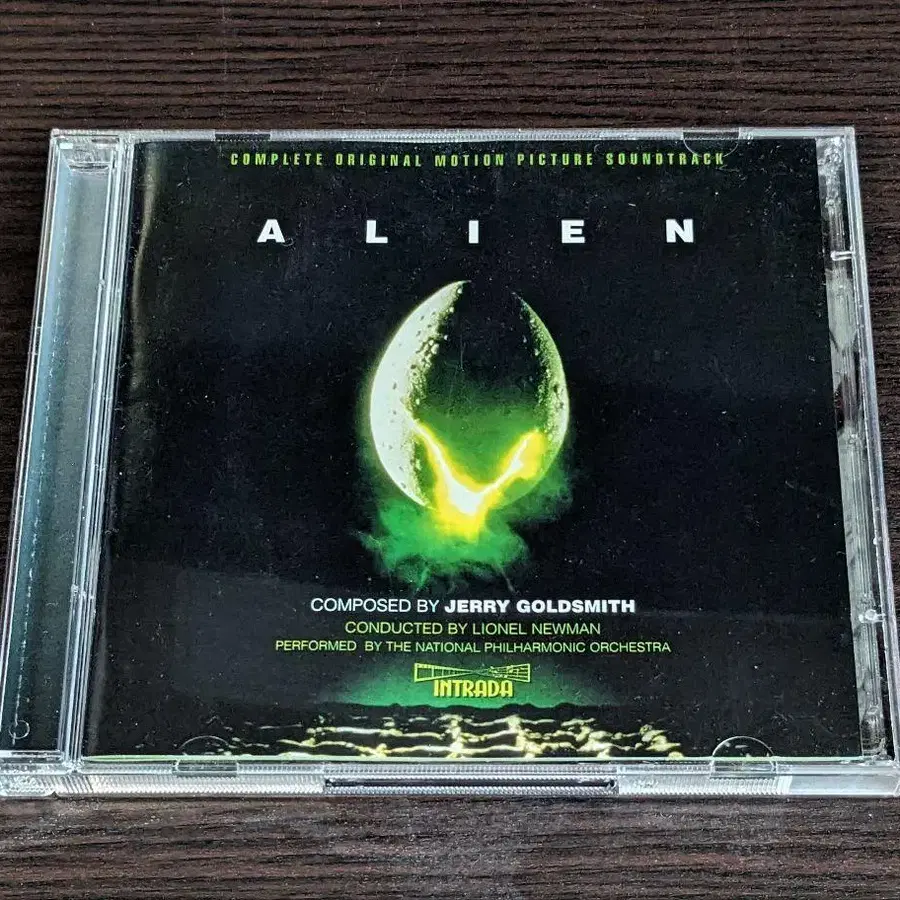 COMPLETE ORIGINAL MOTION PICTURE SOUNDTRACK
ALIEN
COMPOSED BY JERRY GOLDSMITH
CONDUCTED BY LIONEL NEWMAN
PERFORMED BY THE NATIONAL PHILHARMONIC ORCHESTRA
INTRADA